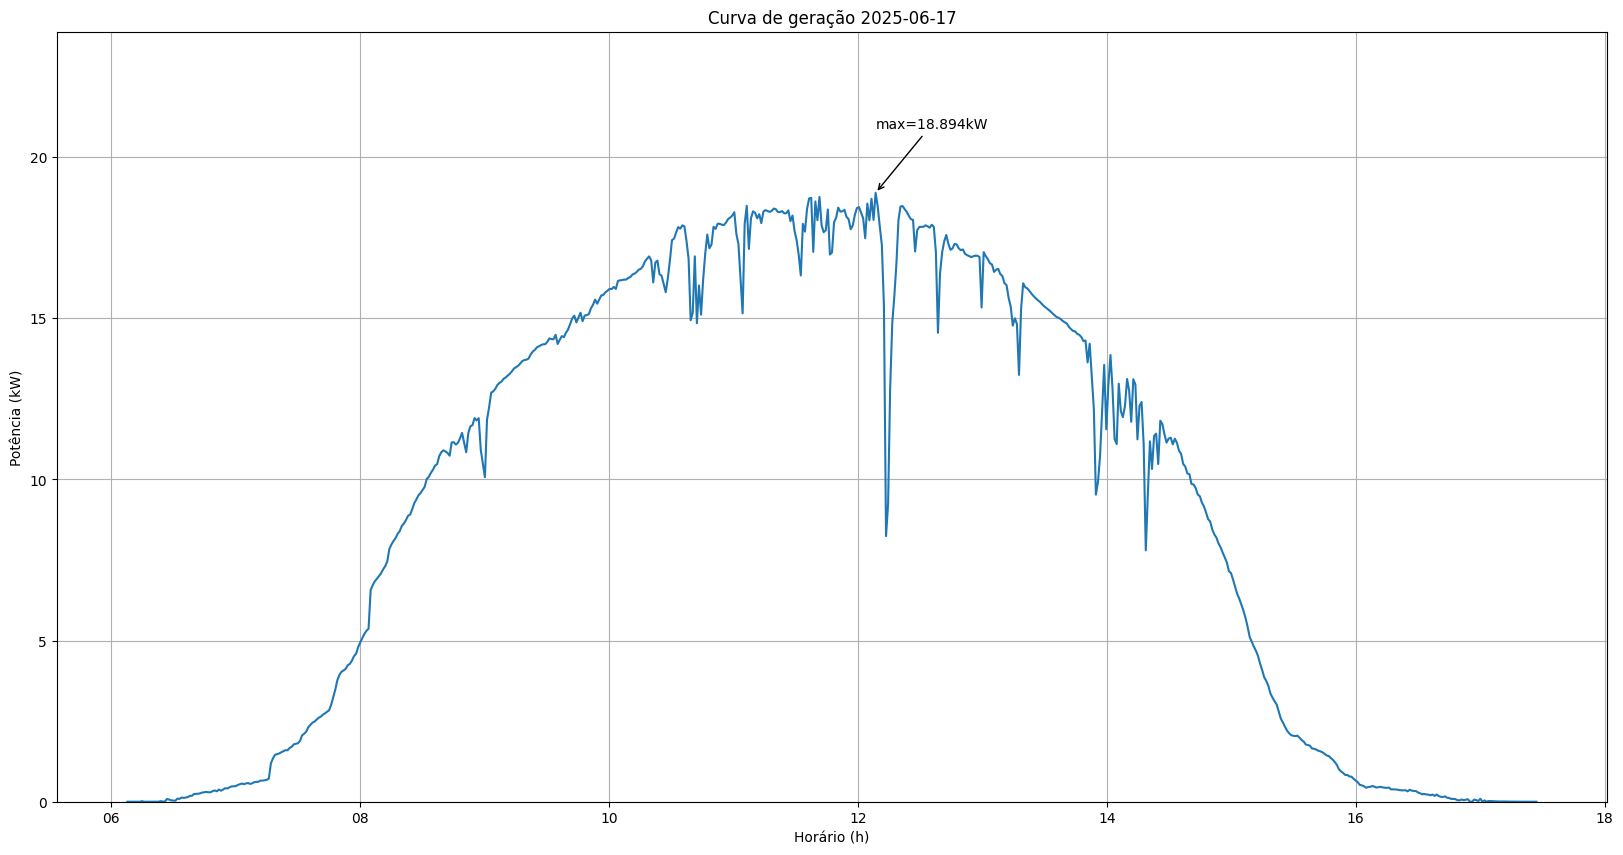 Curva de geração 2025-06-17
max=18.894kW
20
15
10
5
0
Potência (kW)
06 08 10 12 14 16 18
Horário (h)